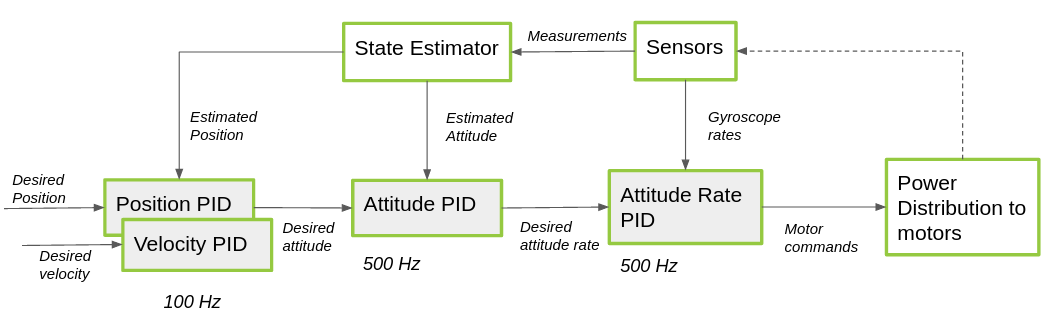 State Estimator
Measurements
Sensors
Estimated
Position
Estimated
Attitude
Gyroscope
rates
Desired
Position
Position PID
Velocity PID
Desired
velocity
100 Hz
Desired
attitude
Attitude PID
500 Hz
Desired
attitude rate
Attitude Rate
PID
500 Hz
Motor
commands
Power
Distribution to
motors